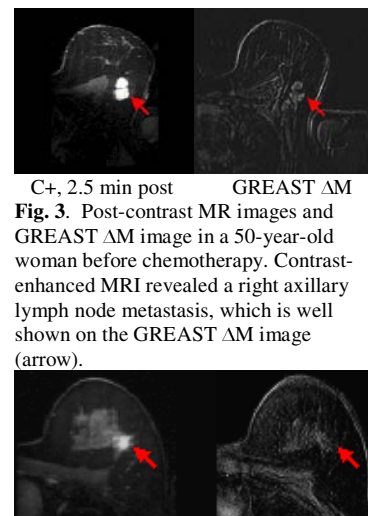 C+, 2.5 min post GREAST ΔM
Fig. 3. Post-contrast MR images and
GREAST ΔM image in a 50-year-old
woman before chemotherapy. Contrast-
enhanced MRI revealed a right axillary
lymph node metastasis, which is well
shown on the GREAST ΔM image
(arrow).